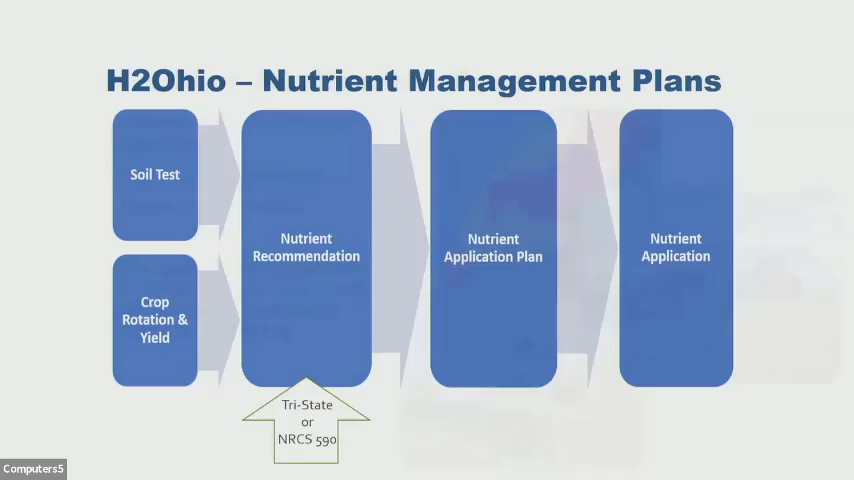 H2Ohio – Nutrient Management Plans
Soil Test
Crop
Rotation &
Yield
Nutrient
Recommendation
Nutrient
Application Plan
Nutrient
Application
Tri-State
or
NRCS 590
Computers5